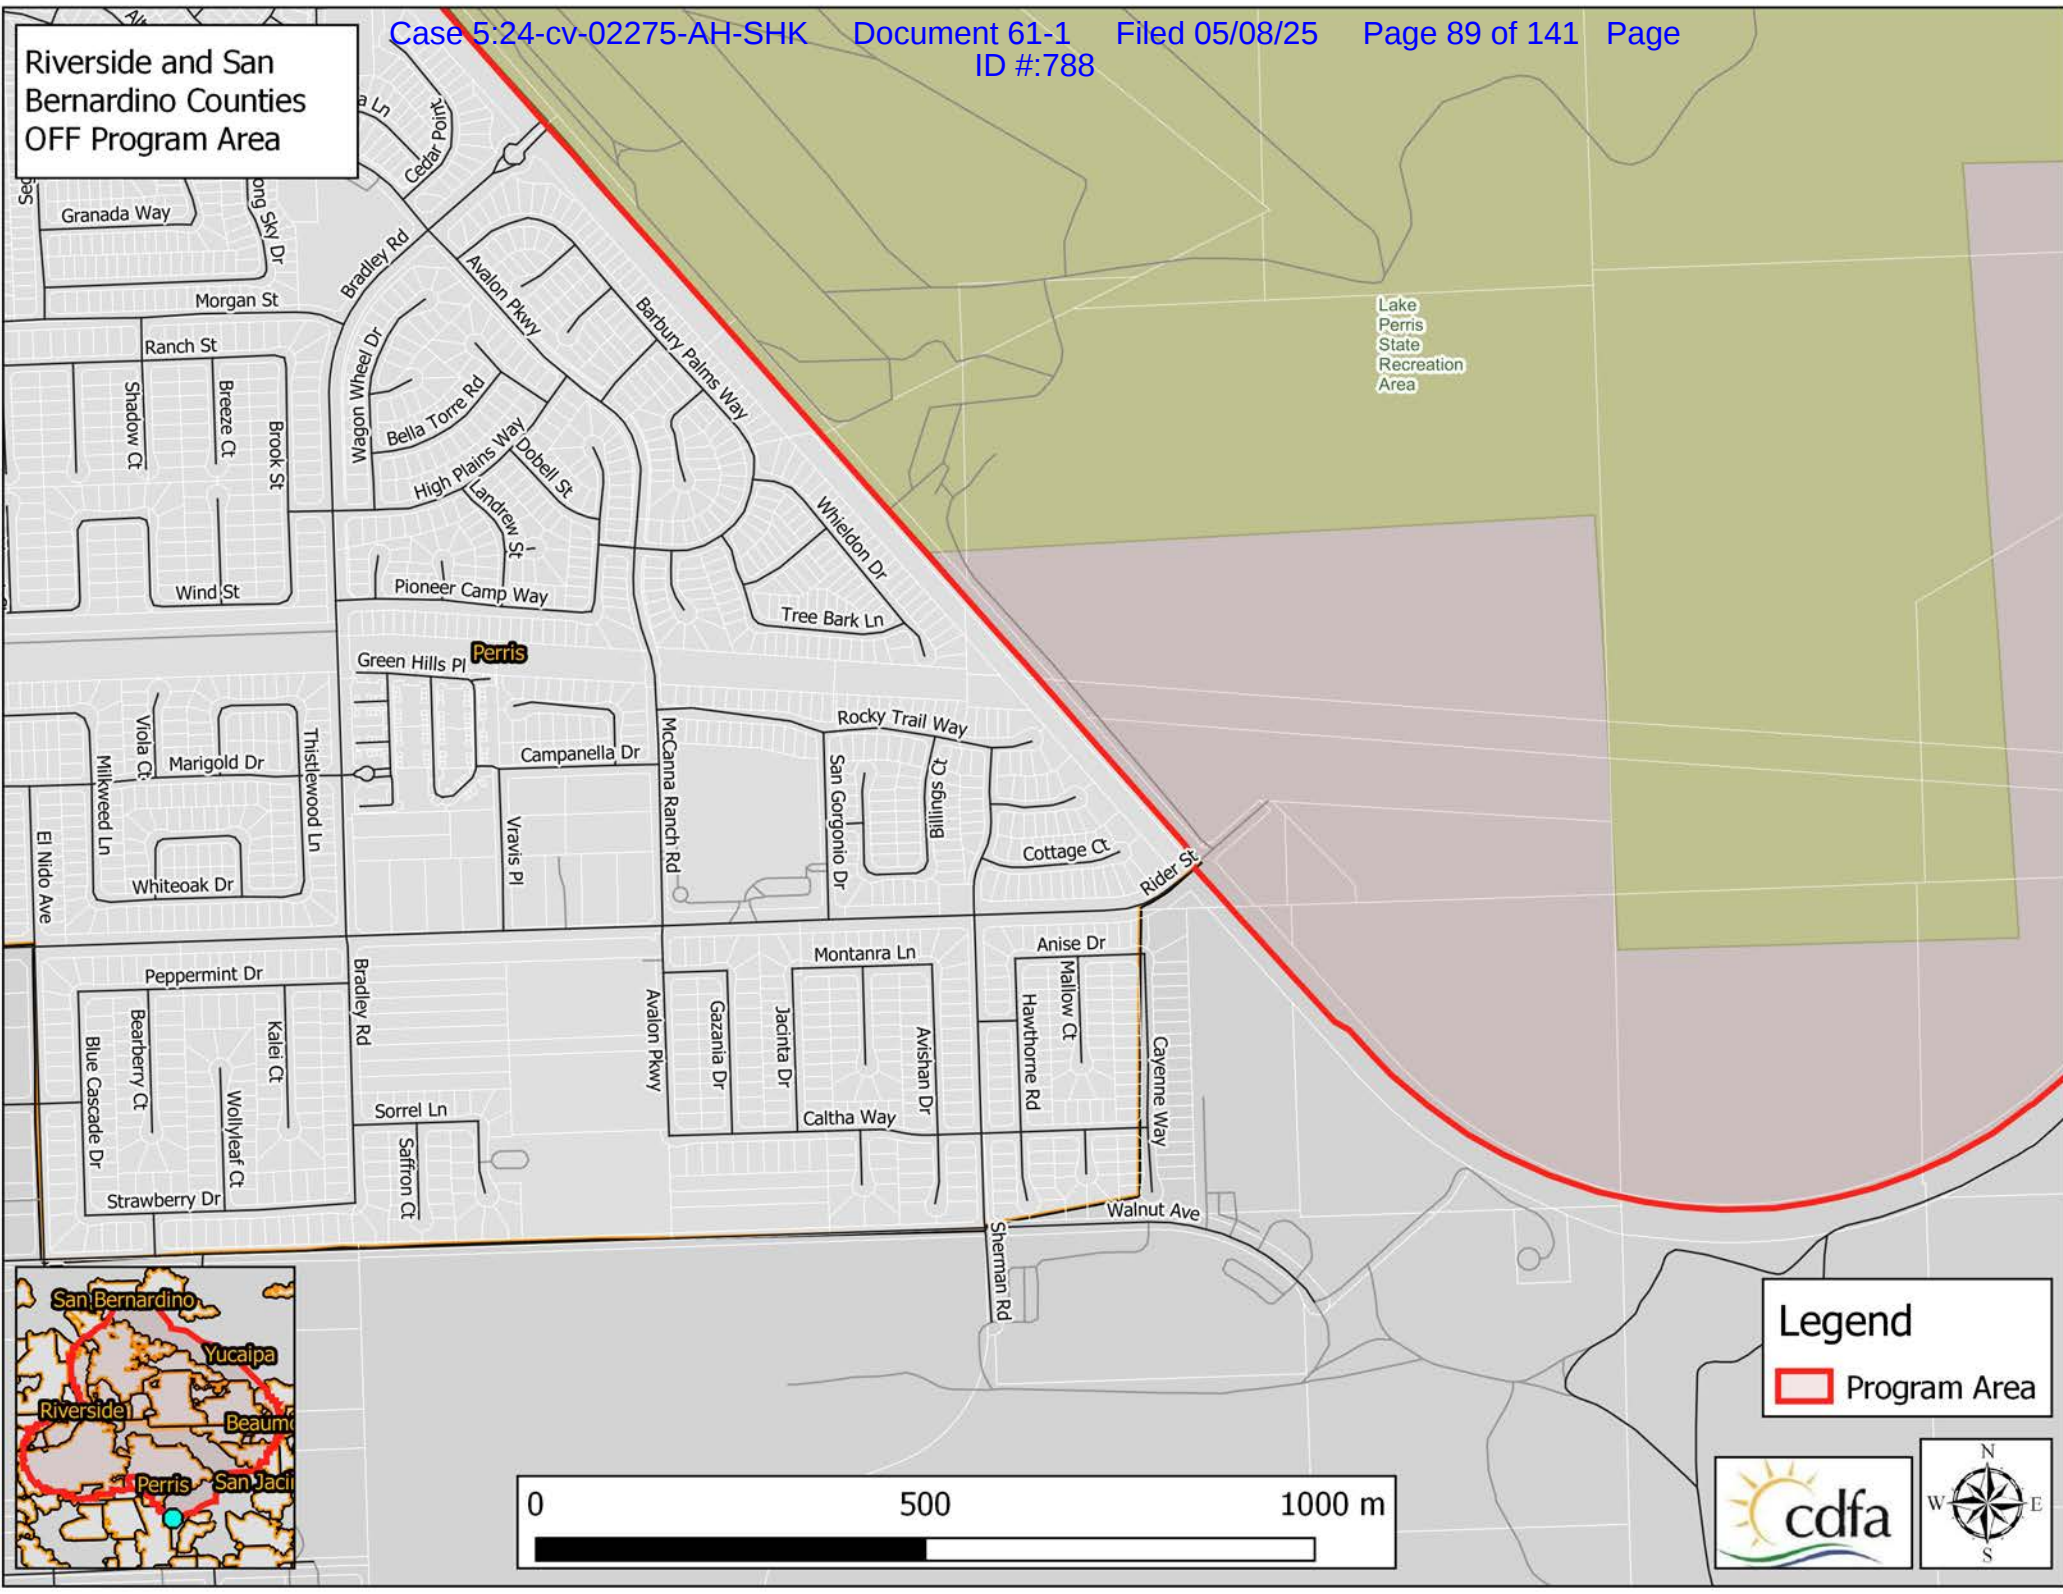 Case 5:24-cv-02275-AH-SHK Document 61-1 Filed 05/08/25 Page 89 of 141 Page
ID #:788
Riverside and San
Bernardino Counties
OFF Program Area
Cedar Point
Granada Way
ong Sky Dr
Bradley Rd
Morgan St
Avalon Pkwy
Barbury Palms Way
Lake
Perris
State
Recreation
Area
Ranch St
Shadow Ct
Breeze Ct
Brook St
Wagon Wheel Dr
Bella Torre Rd
High Plains Way
Dobell St
Landrew St
Whieldon Dr
Wind St
Pioneer Camp Way
Tree Bark Ln
Perris
Green Hills Pl
Rocky Trail Way
Viola Ct
Marigold Dr
Milkweed Ln
Thistlewood Ln
Campanella Dr
McCanna Ranch Rd
San Gorgonio Dr
Billings Ct
El Nido Ave
Vravis Pl
Whiteoak Dr
Cottage Ct
Rider St
Peppermint Dr
Bradley Rd
Montanra Ln
Anise Dr
Mallow Ct
Blue Cascade Dr
Bearberry Ct
Kalei Ct
Wollyleaf Ct
Avalon Pkwy
Gazania Dr
Jacinta Dr
Avishan Dr
Hawthorne Rd
Cayenne Way
Sorrel Ln
Saffron Ct
Caltha Way
Strawberry Dr
Walnut Ave
Sherman Rd
San Bernardino
Yucaipa
Riverside
Beaumo
Perris
San Jaci
Legend
Program Area
0 500 1000 m
cdfa
N
W E
S